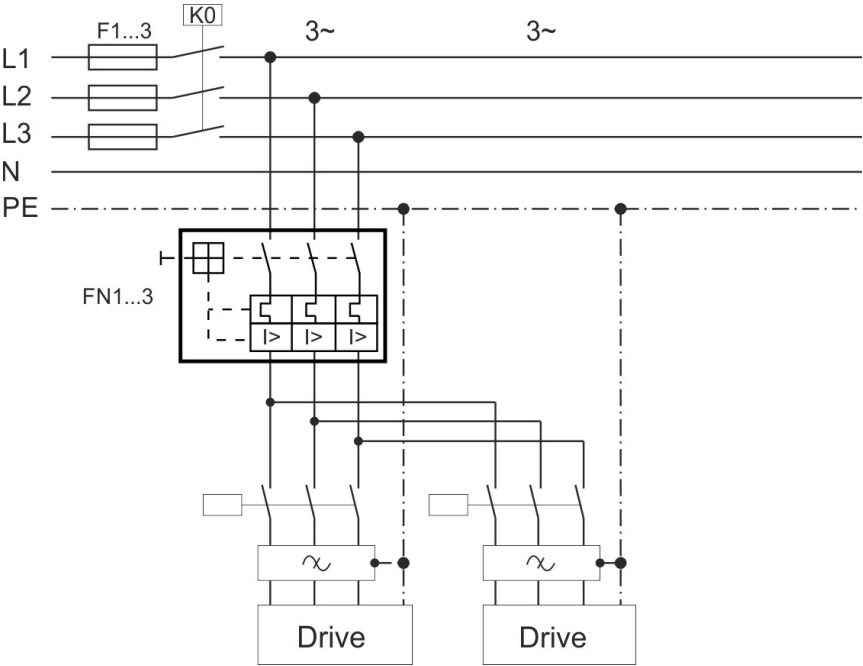 K0
F1...3 3~ 3~
L1
L2
L3
N
PE
FN1...3
I> I> I>
Drive Drive